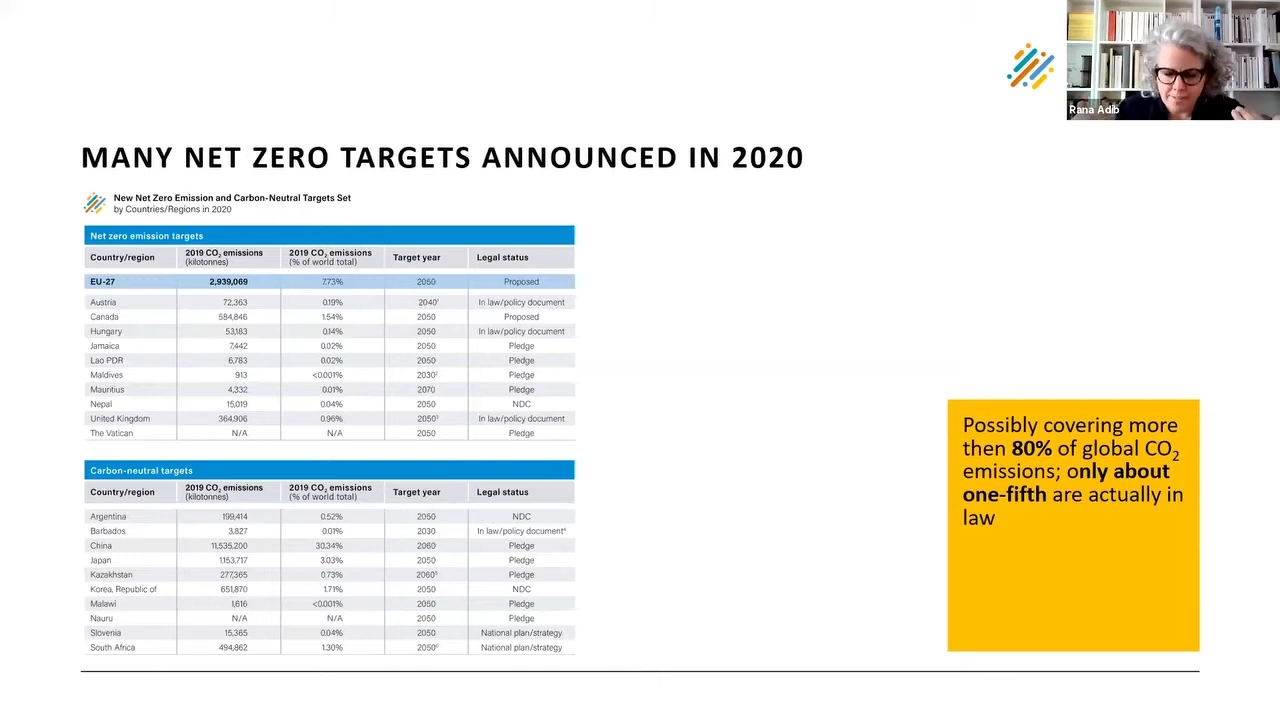 Rana Adib
MANY NET ZERO TARGETS ANNOUNCED IN 2020
New Net Zero Emission and Carbon-Neutral Targets Set
by Countries/Regions in 2020
Net zero emission targets
Country/region 2019 CO₂ emissions (kilotonnes) 2019 CO₂ emissions (% of world total) Target year Legal status
EU-27 2,939,069 7.73% 2050 Proposed
Austria 72,363 0.19% 2040¹ In law/policy document
Canada 584,846 1.54% 2050 Proposed
Hungary 53,183 0.14% 2050 In law/policy document
Jamaica 7,442 0.02% 2050 Pledge
Lao PDR 6,783 0.02% 2050 Pledge
Maldives 913 <0.001% 2030² Pledge
Mauritius 4,332 0.01% 2070 Pledge
Nepal 15,019 0.04% 2050 NDC
United Kingdom 364,906 0.96% 2050³ In law/policy document
The Vatican N/A N/A 2050 Pledge
Carbon-neutral targets
Country/region 2019 CO₂ emissions (kilotonnes) 2019 CO₂ emissions (% of world total) Target year Legal status
Argentina 199,414 0.52% 2050 NDC
Barbados 3,827 0.01% 2030 In law/policy document⁴
China 11,535,200 30.34% 2060 Pledge
Japan 1,153,717 3.03% 2050 Pledge
Kazakhstan 277,365 0.73% 2060⁵ Pledge
Korea, Republic of 651,870 1.71% 2050 NDC
Malawi 1,616 <0.001% 2050 Pledge
Nauru N/A N/A 2050 Pledge
Slovenia 15,365 0.04% 2050 National plan/strategy
South Africa 494,862 1.30% 2050⁶ National plan/strategy
Possibly covering more
then 80% of global CO₂
emissions; only about
one-fifth are actually in
law